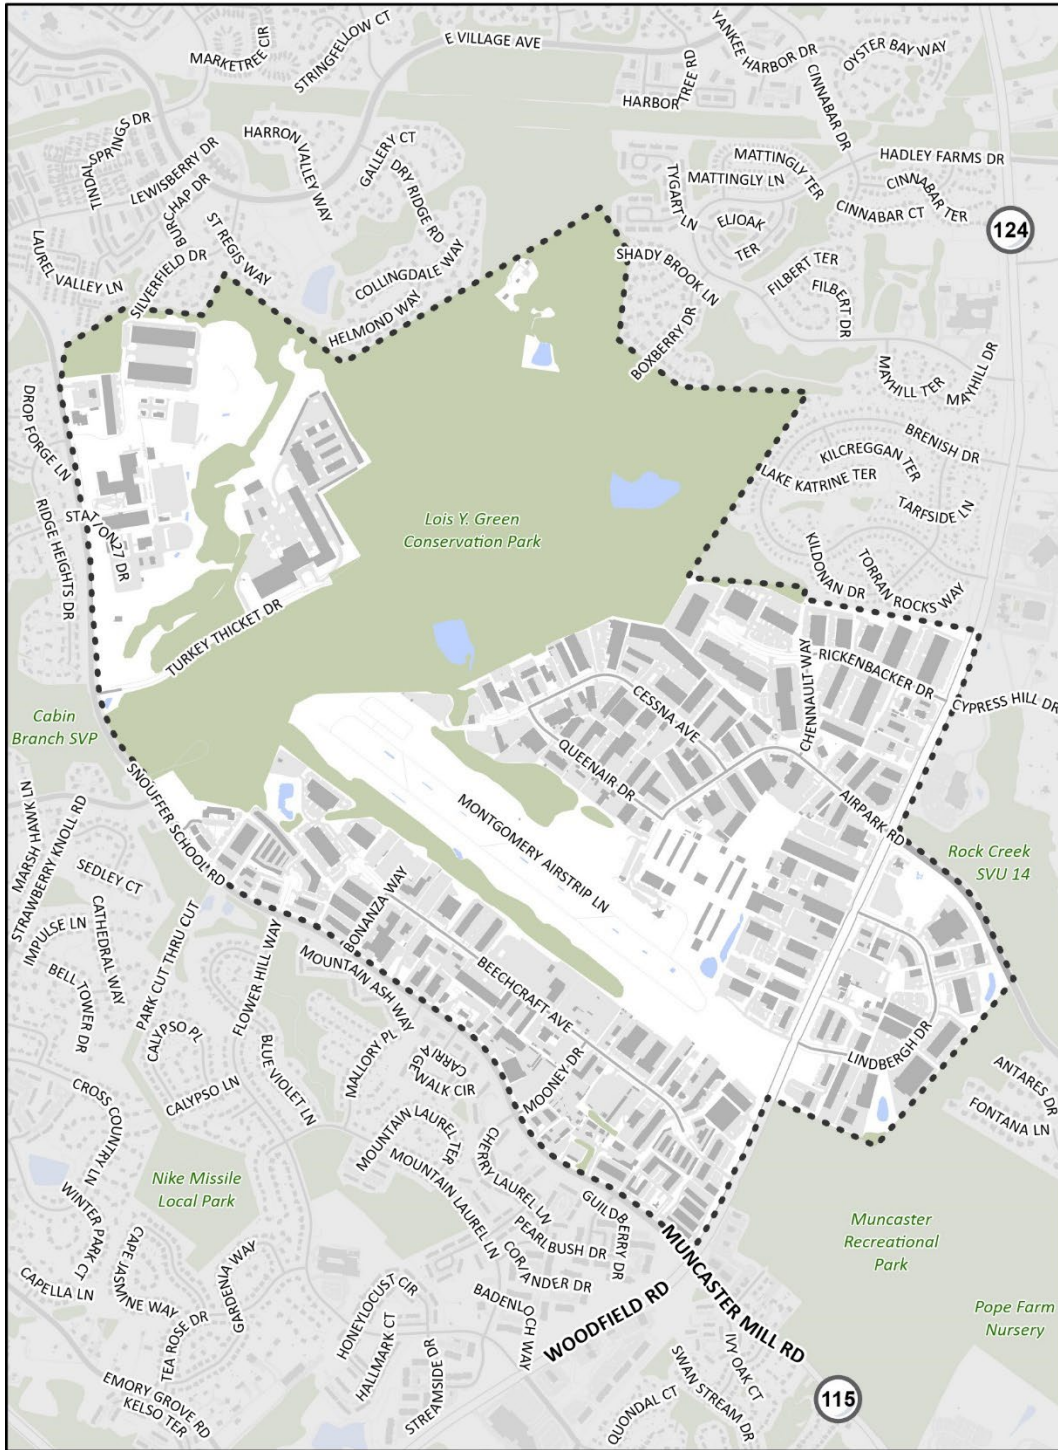 MARKETREE CIR
STRINGFELLOW CT
E VILLAGE AVE
YANKEE HARBOR DR
OYSTER BAY WAY
CINNABAR DR
HARBOR TREE RD
TINDAL SPRINGS DR
LEWISBERRY DR
BURCHAP DR
HARRON VALLEY WAY
GALLERY CT
DRY RIDGE RD
MATTINGLY TER
MATTINGLY LN
HADLEY FARMS DR
CINNABAR TER
CINNABAR CT
TYGART LN
ELIOAK TER
124
LAUREL VALLEY LN
SILVERFIELD DR
ST REGIS WAY
COLLINGDALE WAY
HELMOND WAY
SHADY BROOK LN
BOXBERRY DR
FILBERT TER
FILBERT DR
MAYHILL TER
MAYHILL DR
DROP FORGE LN
BRENISH DR
KILCREGGAN TER
LAKE KATRINE TER
TARFSIDE LN
RIDGE HEIGHTS DR
STATION 27 DR
Lois Y. Green
Conservation Park
KILDONAN DR
TORRAN ROCKS WAY
TURKEY THICKET DR
RICKENBACKER DR
CHENNAULT WAY
CYPRESS HILL DR
CESSNA AVE
QUEENAIR DR
AIRPARK RD
Cabin
Branch SVP
SNOUFFER SCHOOL RD
MONTGOMERY AIRSTRIP LN
Rock Creek
SVU 14
MARSH HAWK LN
STRAWBERRY KNOLL RD
SEDLEY CT
IMPULSE LN
CATHEDRAL WAY
BELL TOWER DR
PARK CUT THRU CUT
CALYPSO PL
FLOWER HILL WAY
BONANZA WAY
MOUNTAIN ASH WAY
BEECHCRAFT AVE
LINDBERGH DR
CALYPSO LN
BLUE VIOLET LN
MALLORY PL
CARRIAGE WALK CIR
MOONEY DR
ANTARES DR
FONTANA LN
CROSS COUNTRY LN
Nike Missile
Local Park
MOUNTAIN LAUREL TER
MOUNTAIN LAUREL LN
CHERRY LAUREL LN
GUILDBERRY DR
PEARLBUSH DR
CORIANDER DR
WINTER PARK CT
CAPE JASMINE WAY
CAPELLA LN
GARDENIA WAY
TEA ROSE DR
Muncaster
Recreational
Park
HONEYLOCUST CIR
HALLMARK CT
STREAMSIDE DR
BADENLOCH WAY
WOODFIELD RD
MUNCASTER MILL RD
Pope Farm
Nursery
EMORY GROVE RD
KELSO TER
QUONDAL CT
SWAN STREAM DR
IVY OAK CT
115